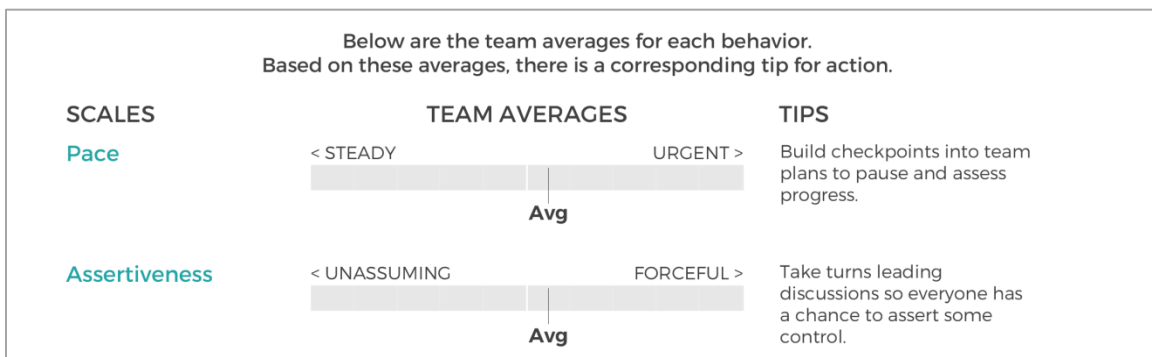 Below are the team averages for each behavior.
Based on these averages, there is a corresponding tip for action.
SCALES
TEAM AVERAGES
TIPS
Pace
< STEADY
URGENT >
Avg
Build checkpoints into team
plans to pause and assess
progress.
Assertiveness
< UNASSUMING
FORCEFUL >
Avg
Take turns leading
discussions so everyone has
a chance to assert some
control.